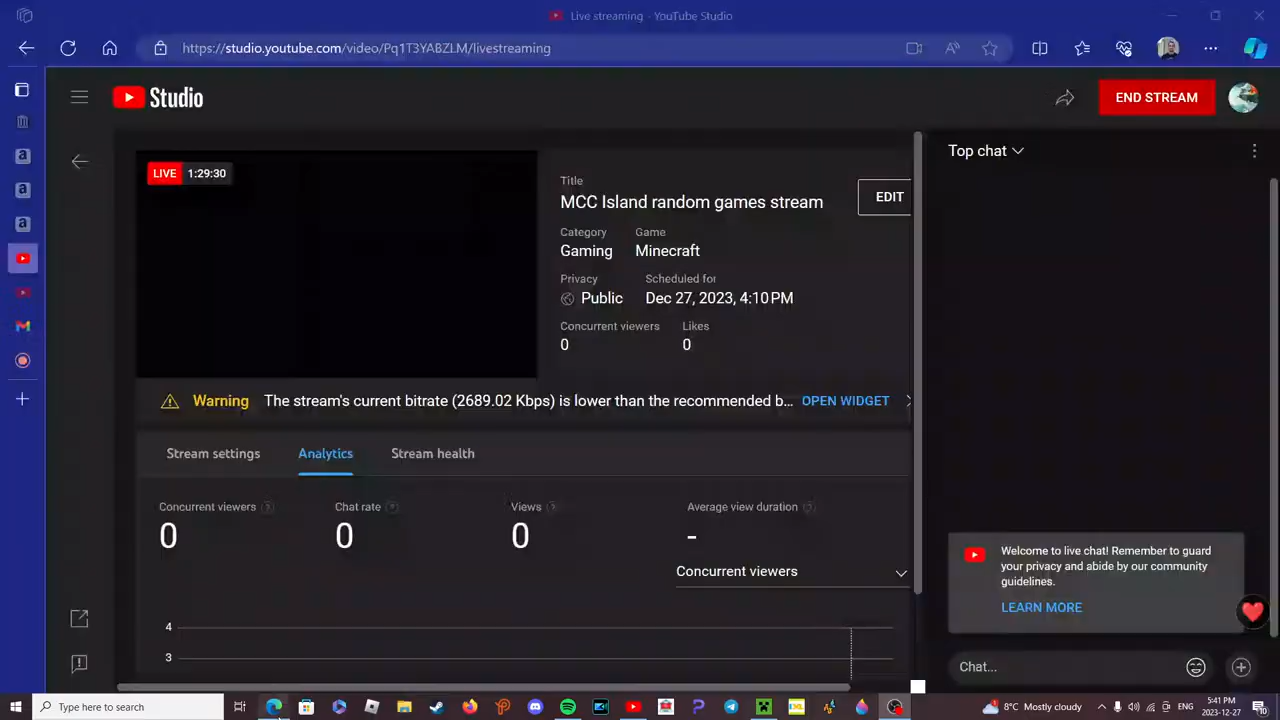 Live streaming - YouTube Studio
https://studio.youtube.com/video/Pq1T3YABZLM/livestreaming
Studio
END STREAM
LIVE 1:29:30
Title
MCC Island random games stream
EDIT
Category Game
Gaming Minecraft
Privacy Scheduled for
Public Dec 27, 2023, 4:10 PM
Concurrent viewers Likes
0 0
Warning The stream's current bitrate (2689.02 Kbps) is lower than the recommended b... OPEN WIDGET
Stream settings Analytics Stream health
Concurrent viewers Chat rate Views Average view duration
0 0 0 -
Concurrent viewers
4
3
Top chat
Welcome to live chat! Remember to guard
your privacy and abide by our community
guidelines.
LEARN MORE
Chat...
Type here to search
8°C Mostly cloudy
ENG
5:41 PM
2023-12-27